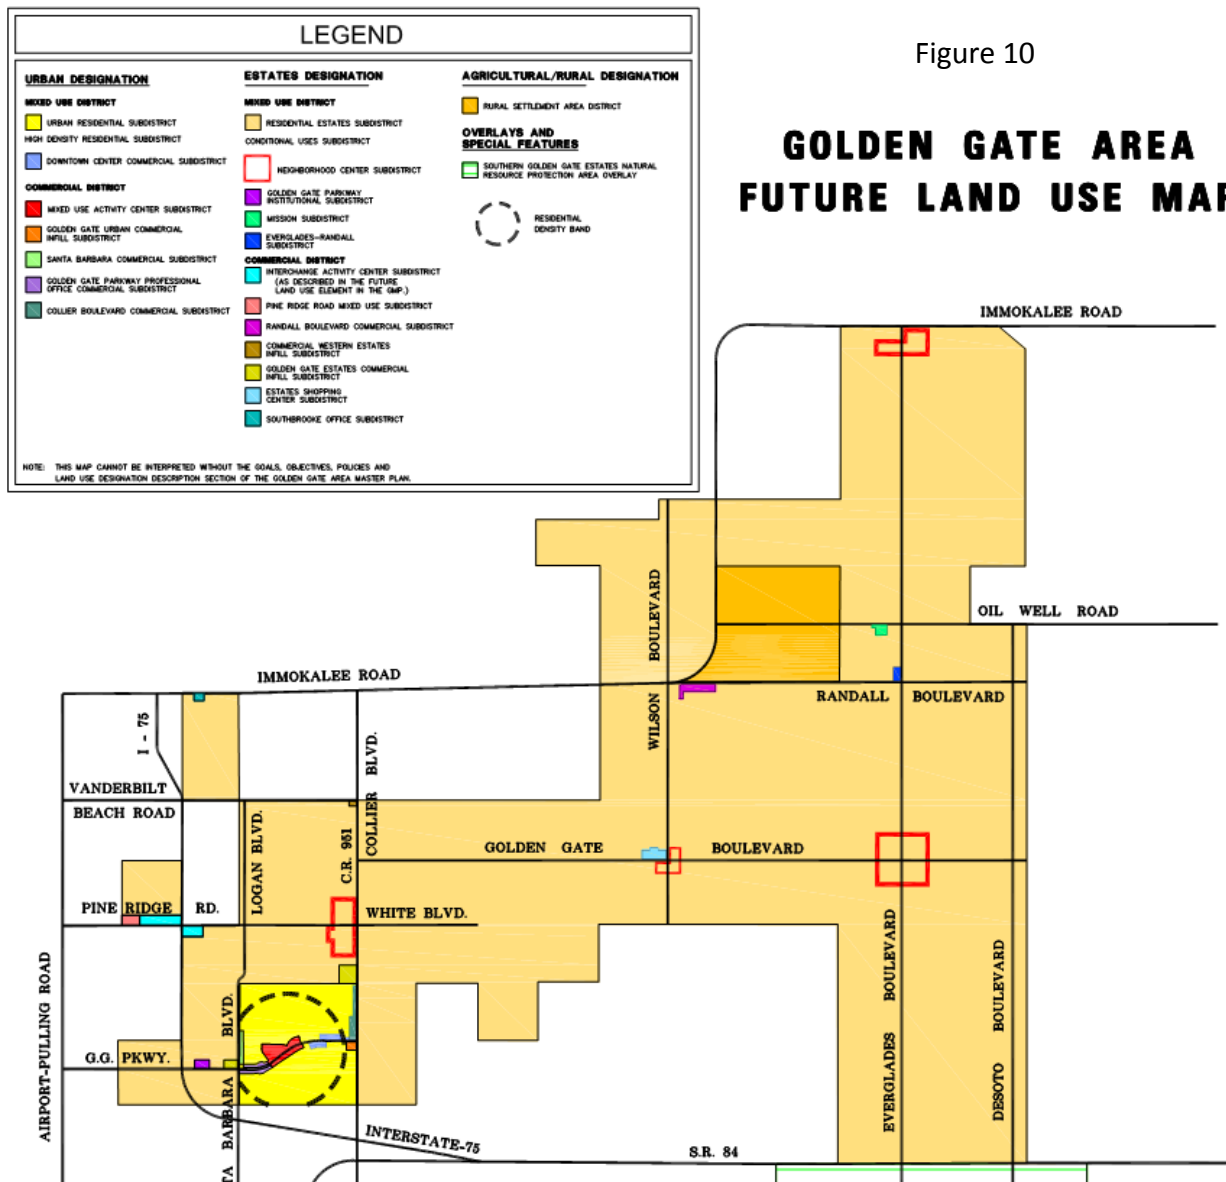 LEGEND
URBAN DESIGNATION
MIXED USE DISTRICT
URBAN RESIDENTIAL SUBDISTRICT
HIGH DENSITY RESIDENTIAL SUBDISTRICT
DOWNTOWN CENTER COMMERCIAL SUBDISTRICT
COMMERCIAL DISTRICT
MIXED USE ACTIVITY CENTER SUBDISTRICT
GOLDEN GATE URBAN COMMERCIAL
INFILL SUBDISTRICT
SANTA BARBARA COMMERCIAL SUBDISTRICT
GOLDEN GATE PARKWAY PROFESSIONAL
OFFICE COMMERCIAL SUBDISTRICT
COLLIER BOULEVARD COMMERCIAL SUBDISTRICT
ESTATES DESIGNATION
MIXED USE DISTRICT
RESIDENTIAL ESTATES SUBDISTRICT
CONDITIONAL USES SUBDISTRICT
NEIGHBORHOOD CENTER SUBDISTRICT
GOLDEN GATE PARKWAY
INSTITUTIONAL SUBDISTRICT
MISSION SUBDISTRICT
EVERGLADES-RANDALL
SUBDISTRICT
COMMERCIAL DISTRICT
INTERCHANGE ACTIVITY CENTER SUBDISTRICT
(AS DESCRIBED IN THE FUTURE
LAND USE ELEMENT IN THE GMP.)
PINE RIDGE ROAD MIXED USE SUBDISTRICT
RANDALL BOULEVARD COMMERCIAL SUBDISTRICT
COMMERCIAL WESTERN ESTATES
INFILL SUBDISTRICT
GOLDEN GATE ESTATES COMMERCIAL
INFILL SUBDISTRICT
ESTATES SHOPPING
CENTER SUBDISTRICT
SOUTHBROOKE OFFICE SUBDISTRICT
AGRICULTURAL/RURAL DESIGNATION
RURAL SETTLEMENT AREA DISTRICT
OVERLAYS AND
SPECIAL FEATURES
SOUTHERN GOLDEN GATE ESTATES NATURAL
RESOURCE PROTECTION AREA OVERLAY
RESIDENTIAL
DENSITY BAND
NOTE: THIS MAP CANNOT BE INTERPRETED WITHOUT THE GOALS, OBJECTIVES, POLICIES AND
LAND USE DESIGNATION DESCRIPTION SECTION OF THE GOLDEN GATE AREA MASTER PLAN.
Figure 10
GOLDEN GATE AREA
FUTURE LAND USE MAP
IMMOKALEE ROAD
OIL WELL ROAD
WILSON BOULEVARD
RANDALL BOULEVARD
IMMOKALEE ROAD
I - 75
VANDERBILT
BEACH ROAD
COLLIER BLVD.
C.R. 951
LOGAN BLVD.
GOLDEN GATE BOULEVARD
PINE RIDGE RD.
WHITE BLVD.
AIRPORT-PULLING ROAD
G.G. PKWY.
TA BARBARA BLVD.
EVERGLADES BOULEVARD
DESOTO BOULEVARD
INTERSTATE-75
S.R. 84